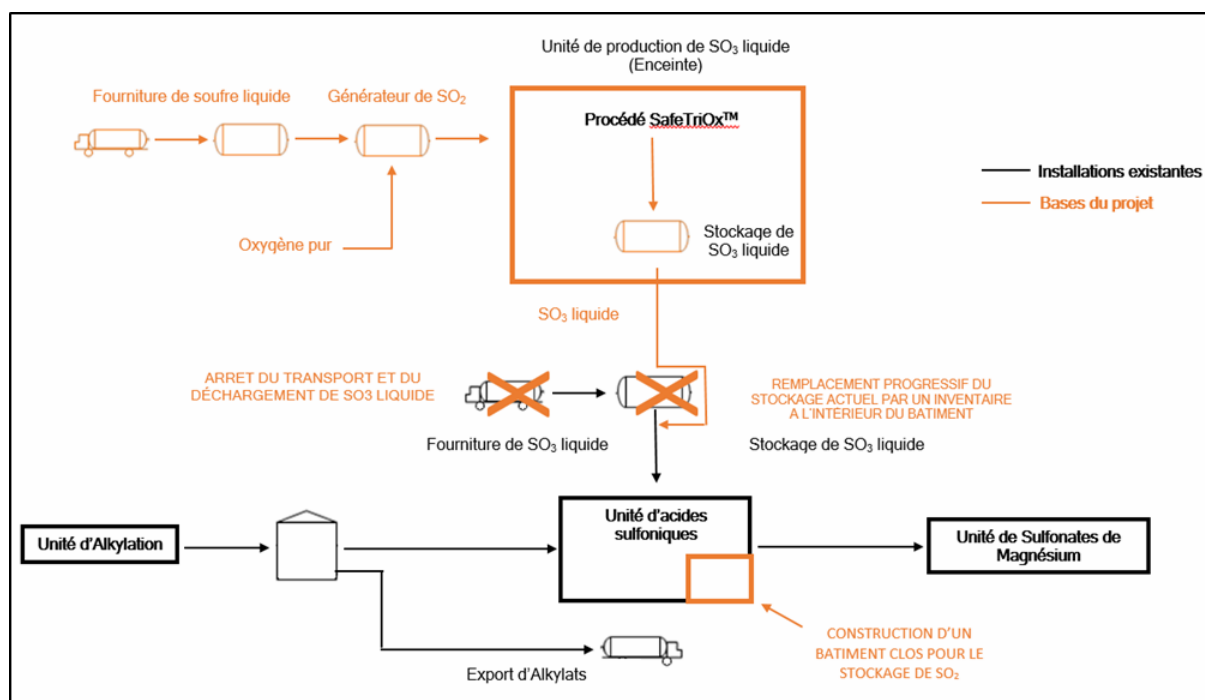 Unité de production de SO₃ liquide
(Enceinte)
Fourniture de soufre liquide
Générateur de SO₂
Procédé SafeTriOx™
Installations existantes
Bases du projet
Stockage de
SO₃ liquide
Oxyqène pur
SO₃ liquide
ARRET DU TRANSPORT ET DU
DÉCHARGEMENT DE SO3 LIQUIDE
REMPLACEMENT PROGRESSIF DU
STOCKAGE ACTUEL PAR UN INVENTAIRE
A L'INTÉRIEUR DU BATIMENT
Fourniture de SO₃ liquide
Stockage de SO₃ liquide
Unité d'Alkylation
Unité d'acides
sulfoniques
Unité de Sulfonates de
Magnésium
Export d'Alkylats
CONSTRUCTION D'UN
BATIMENT CLOS POUR LE
STOCKAGE DE SO₂